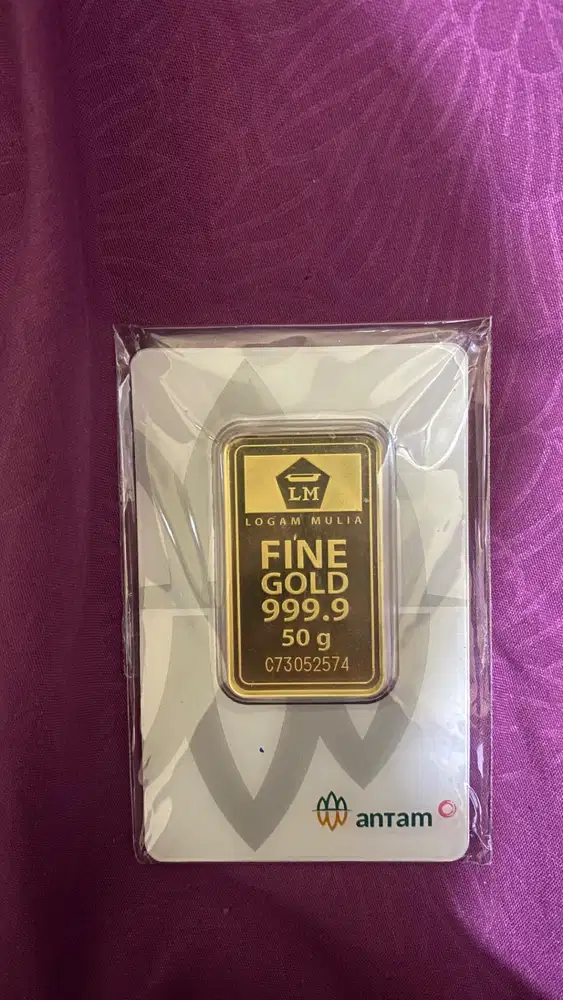 LM
LOGAM MULIA
FINE
GOLD
999.9
50 g
C73052574
antam